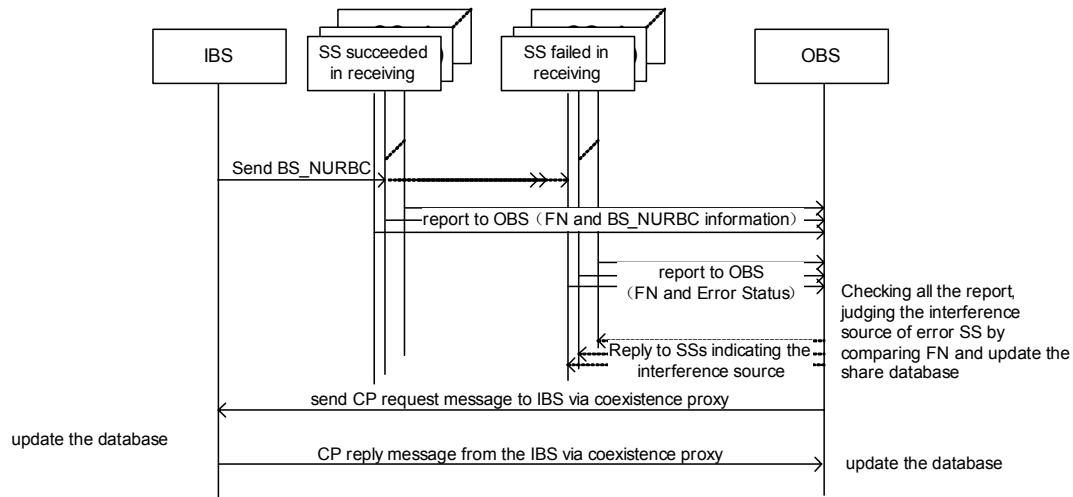 IBS
SS succeeded
in receiving
SS failed in
receiving
OBS
Send BS_NURBC
report to OBS（FN and BS_NURBC information）
report to OBS
（FN and Error Status）
Checking all the report,
judging the interference
source of error SS by
comparing FN and update the
share database
Reply to SSs indicating the
interference source
send CP request message to IBS via coexistence proxy
update the database
CP reply message from the IBS via coexistence proxy
update the database